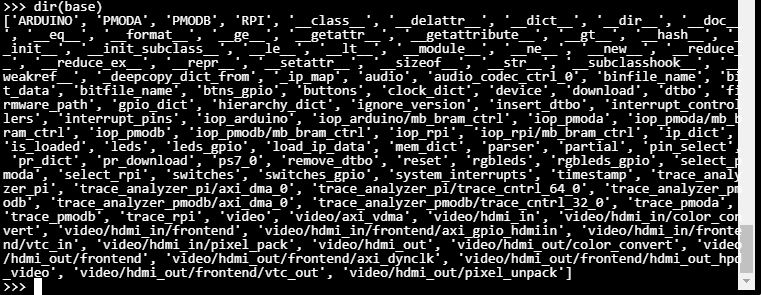 >>> dir(base)
['ARDUINO', 'PMODA', 'PMODB', 'RPI', '__class__', '__delattr__', '__dict__', '__dir__', '__doc__
', '__eq__', '__format__', '__ge__', '__getattr__', '__getattribute__', '__gt__', '__hash__', '_
_init__', '__init_subclass__', '__le__', '__lt__', '__module__', '__ne__', '__new__', '__reduce_
_', '__reduce_ex__', '__repr__', '__setattr__', '__sizeof__', '__str__', '__subclasshook__', '__
weakref__', '_deepcopy_dict_from', '_ip_map', 'audio', 'audio_codec_ctrl_0', 'binfile_name', 'bi
t_data', 'bitfile_name', 'btns_gpio', 'buttons', 'clock_dict', 'device', 'download', 'dtbo', 'fi
rmware_path', 'gpio_dict', 'hierarchy_dict', 'ignore_version', 'insert_dtbo', 'interrupt_control
lers', 'interrupt_pins', 'iop_arduino', 'iop_arduino/mb_bram_ctrl', 'iop_pmoda', 'iop_pmoda/mb_b
ram_ctrl', 'iop_pmodb', 'iop_pmodb/mb_bram_ctrl', 'iop_rpi', 'iop_rpi/mb_bram_ctrl', 'ip_dict',
'is_loaded', 'leds', 'leds_gpio', 'load_ip_data', 'mem_dict', 'parser', 'partial', 'pin_select',
'pr_dict', 'pr_download', 'ps7_0', 'remove_dtbo', 'reset', 'rgbleds', 'rgbleds_gpio', 'select_p
moda', 'select_rpi', 'switches', 'switches_gpio', 'system_interrupts', 'timestamp', 'trace_analy
zer_pi', 'trace_analyzer_pi/axi_dma_0', 'trace_analyzer_pi/trace_cntrl_64_0', 'trace_analyzer_pm
odb', 'trace_analyzer_pmodb/axi_dma_0', 'trace_analyzer_pmodb/trace_cntrl_32_0', 'trace_pmoda',
'trace_pmodb', 'trace_rpi', 'video', 'video/axi_vdma', 'video/hdmi_in', 'video/hdmi_in/color_con
vert', 'video/hdmi_in/frontend', 'video/hdmi_in/frontend/axi_gpio_hdmiin', 'video/hdmi_in/fronte
nd/vtc_in', 'video/hdmi_in/pixel_pack', 'video/hdmi_out', 'video/hdmi_out/color_convert', 'video
/hdmi_out/frontend', 'video/hdmi_out/frontend/axi_dynclk', 'video/hdmi_out/frontend/hdmi_out_hpd
_video', 'video/hdmi_out/frontend/vtc_out', 'video/hdmi_out/pixel_unpack']
>>>